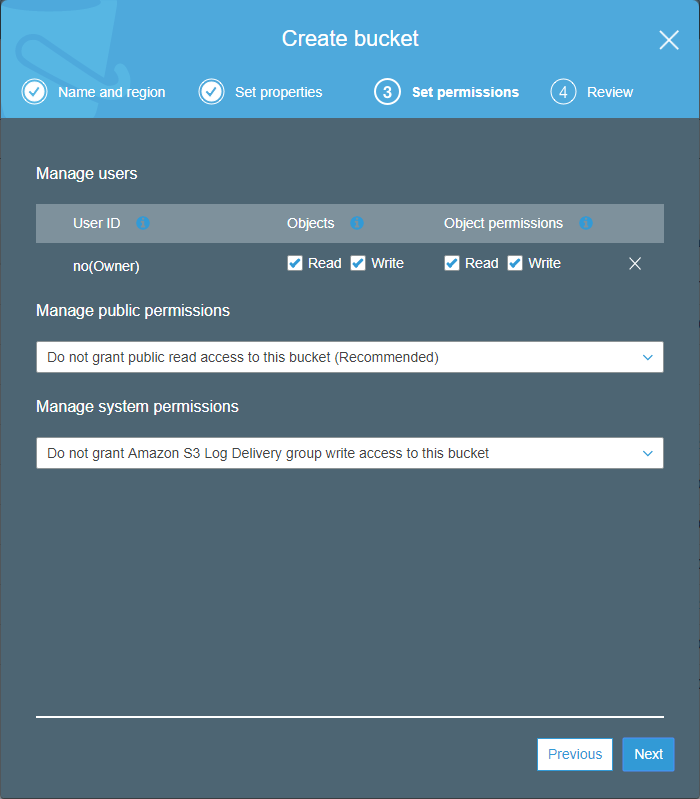 Create bucket
Name and region Set properties 3 Set permissions 4 Review
Manage users
User ID Objects Object permissions
no(Owner) Read Write Read Write
Manage public permissions
Do not grant public read access to this bucket (Recommended)
Manage system permissions
Do not grant Amazon S3 Log Delivery group write access to this bucket
Previous Next